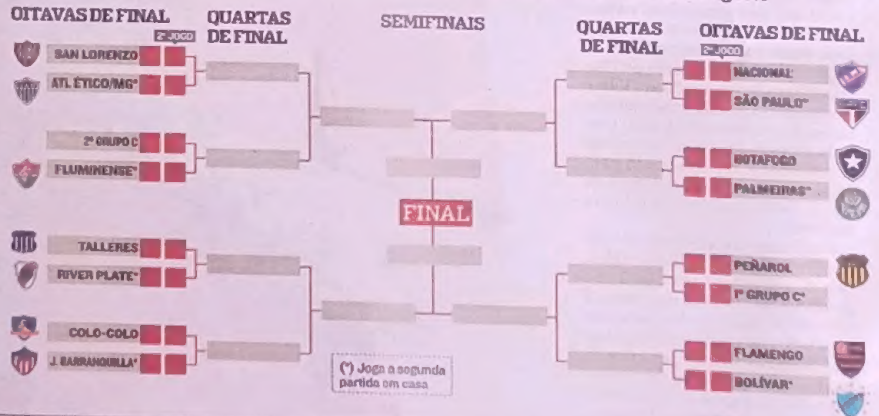 OITAVAS DE FINAL
2º JOGO
SAN LORENZO
ATLÉTICO/MG*
2º GRUPO C
FLUMINENSE*
TALLERES
RIVER PLATE*
COLO-COLO
J. BARRANQUILLA*
QUARTAS
DE FINAL
SEMIFINAIS
FINAL
(*) Joga a segunda
partida em casa
QUARTAS
DE FINAL
OITAVAS DE FINAL
2º JOGO
NACIONAL
SÃO PAULO*
BOTAFOGO
PALMEIRAS*
PEÑAROL
1º GRUPO C*
FLAMENGO
BOLÍVAR*